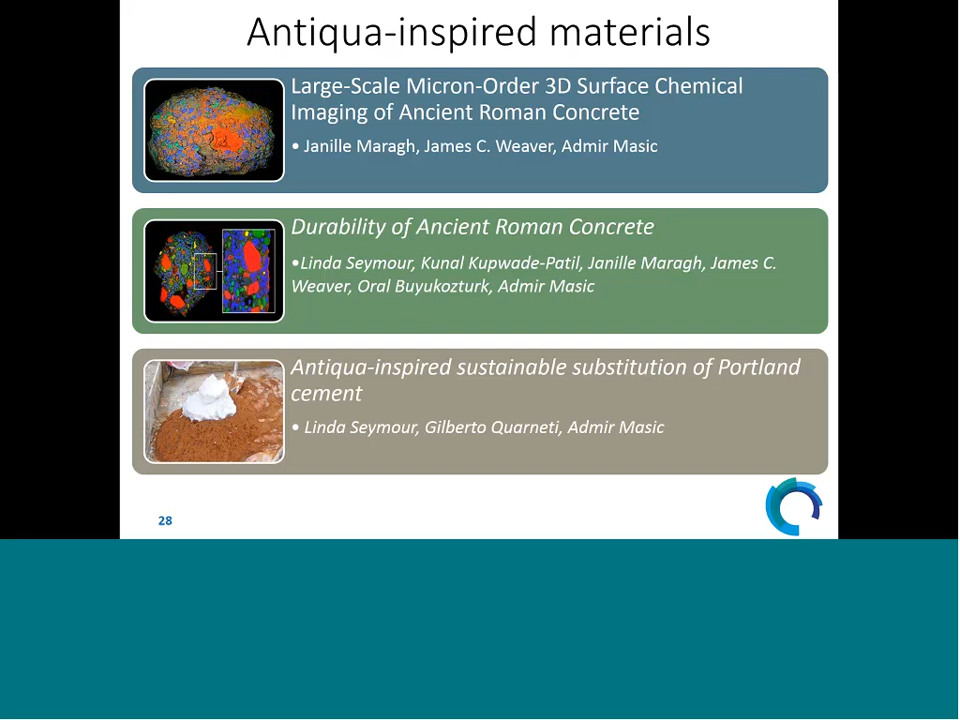 Antiqua-inspired materials
Large-Scale Micron-Order 3D Surface Chemical
Imaging of Ancient Roman Concrete
• Janille Maragh, James C. Weaver, Admir Masic
Durability of Ancient Roman Concrete
•Linda Seymour, Kunal Kupwade-Patil, Janille Maragh, James C.
Weaver, Oral Buyukozturk, Admir Masic
Antiqua-inspired sustainable substitution of Portland
cement
• Linda Seymour, Gilberto Quarneti, Admir Masic
28